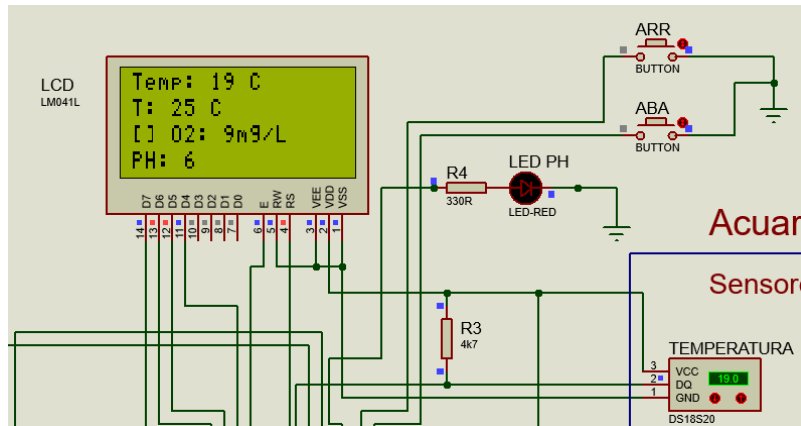 LCD
LM041L
Temp: 19 C
T: 25 C
[] O2: 9mg/L
PH: 6
D7 D6 D5 D4 D3 D2 D1 D0 E RW RS VEE VDD VSS
14 13 12 11 10 9 8 7 6 5 4 3 2 1
ARR
BUTTON
ABA
BUTTON
R4
330R
LED PH
LED-RED
Acuar
Sensor
R3
4k7
TEMPERATURA
3 VCC
2 DQ
1 GND
19.0
DS18S20